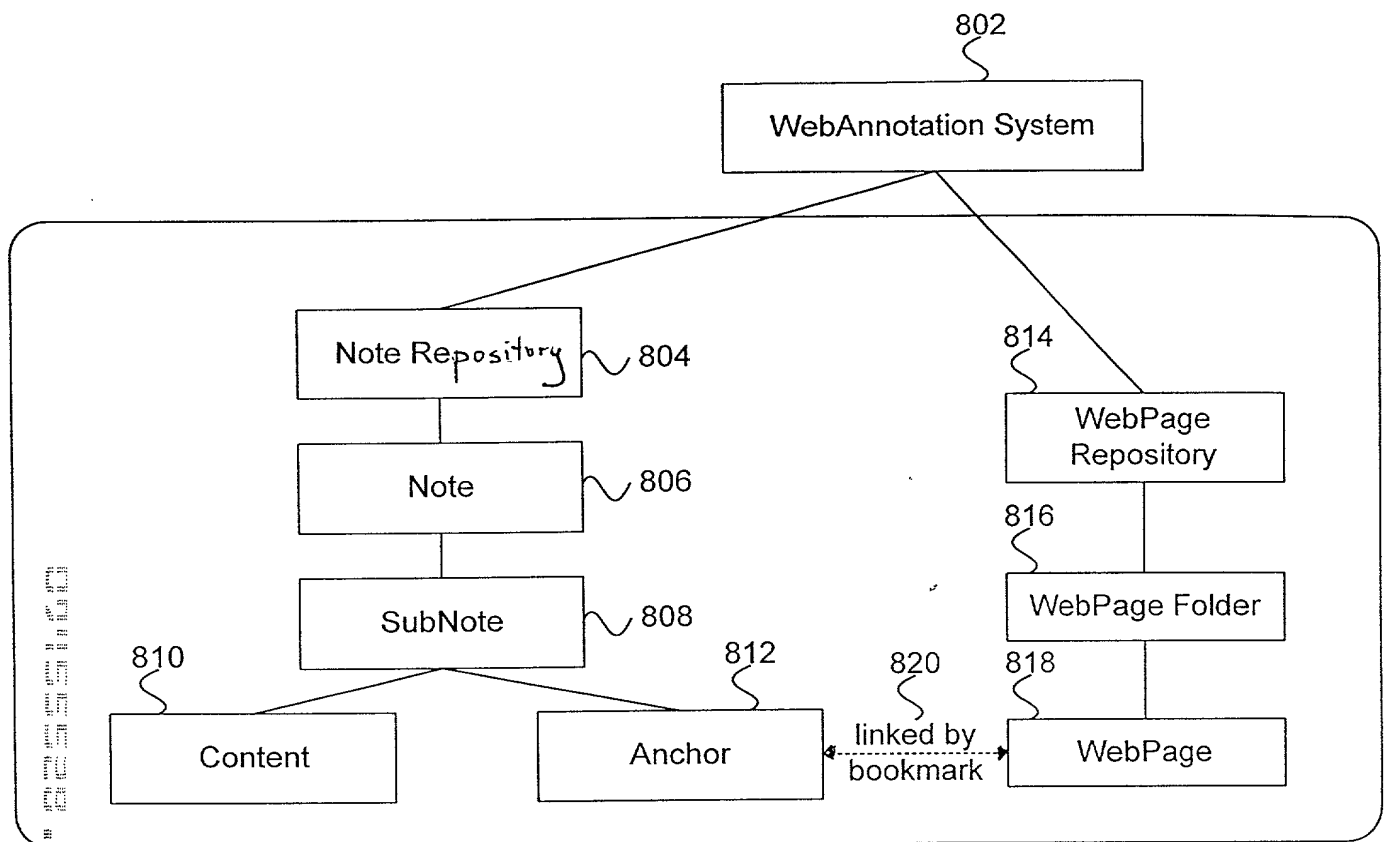 802
WebAnnotation System
Note Repository
804
814
WebPage
Repository
Note
806
816
WebPage Folder
SubNote
808
810
812
820
818
Content
Anchor
linked by
bookmark
WebPage